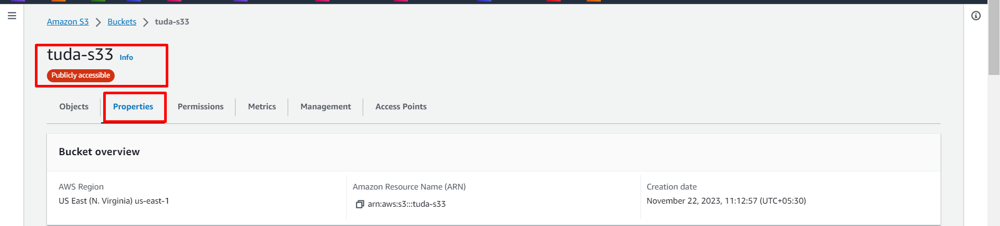 Amazon S3 > Buckets > tuda-s33
tuda-s33 Info
Publicly accessible
Objects Properties Permissions Metrics Management Access Points
Bucket overview
AWS Region
US East (N. Virginia) us-east-1
Amazon Resource Name (ARN)
arn:aws:s3:::tuda-s33
Creation date
November 22, 2023, 11:12:57 (UTC+05:30)